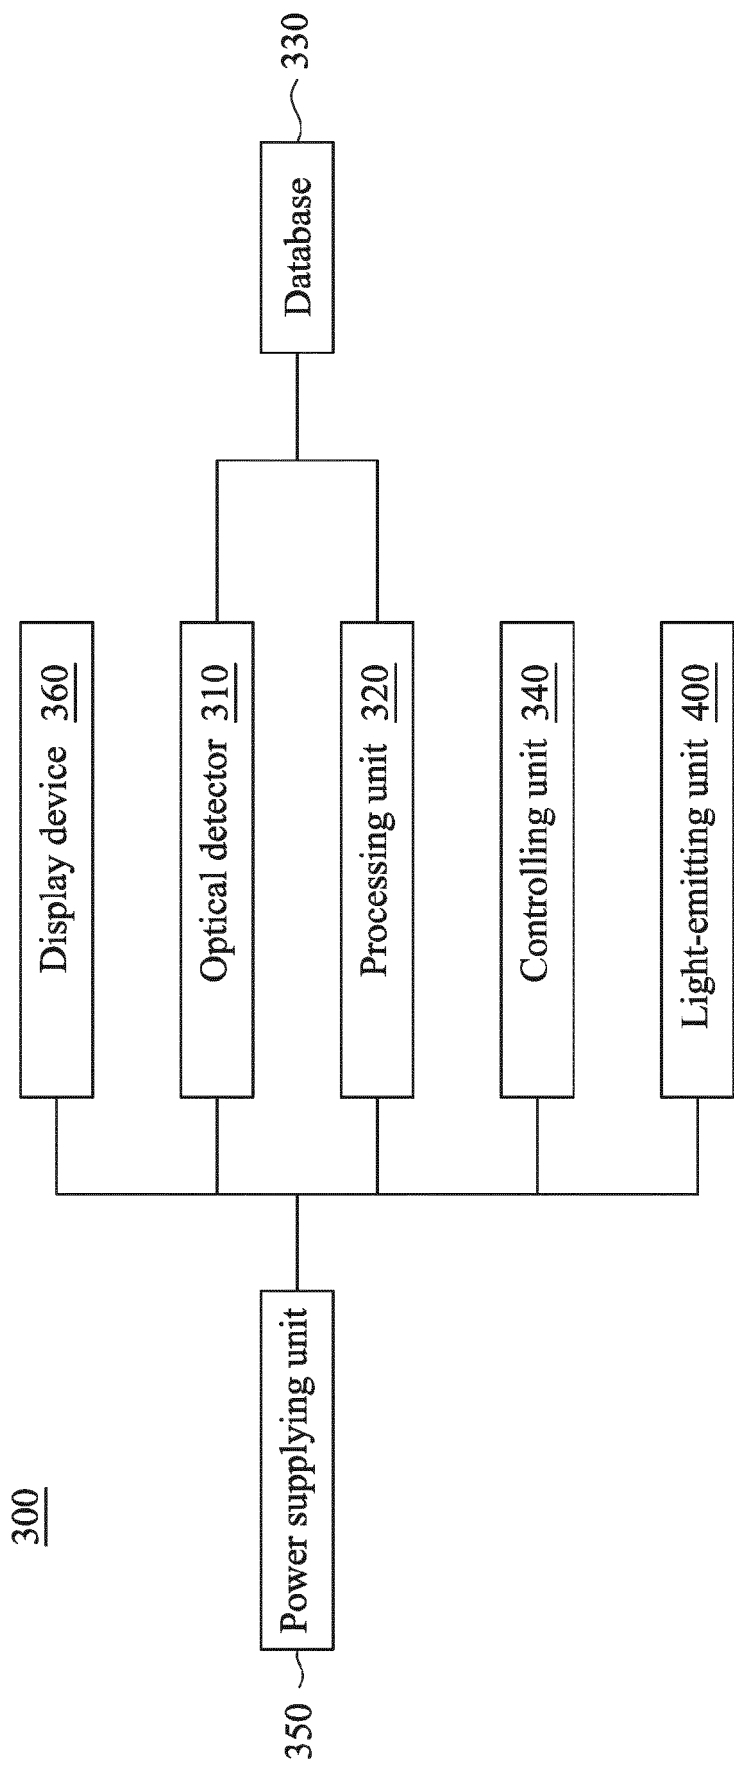 300
350
Power supplying unit
Display device 360
Optical detector 310
Processing unit 320
Controlling unit 340
Light-emitting unit 400
Database
330